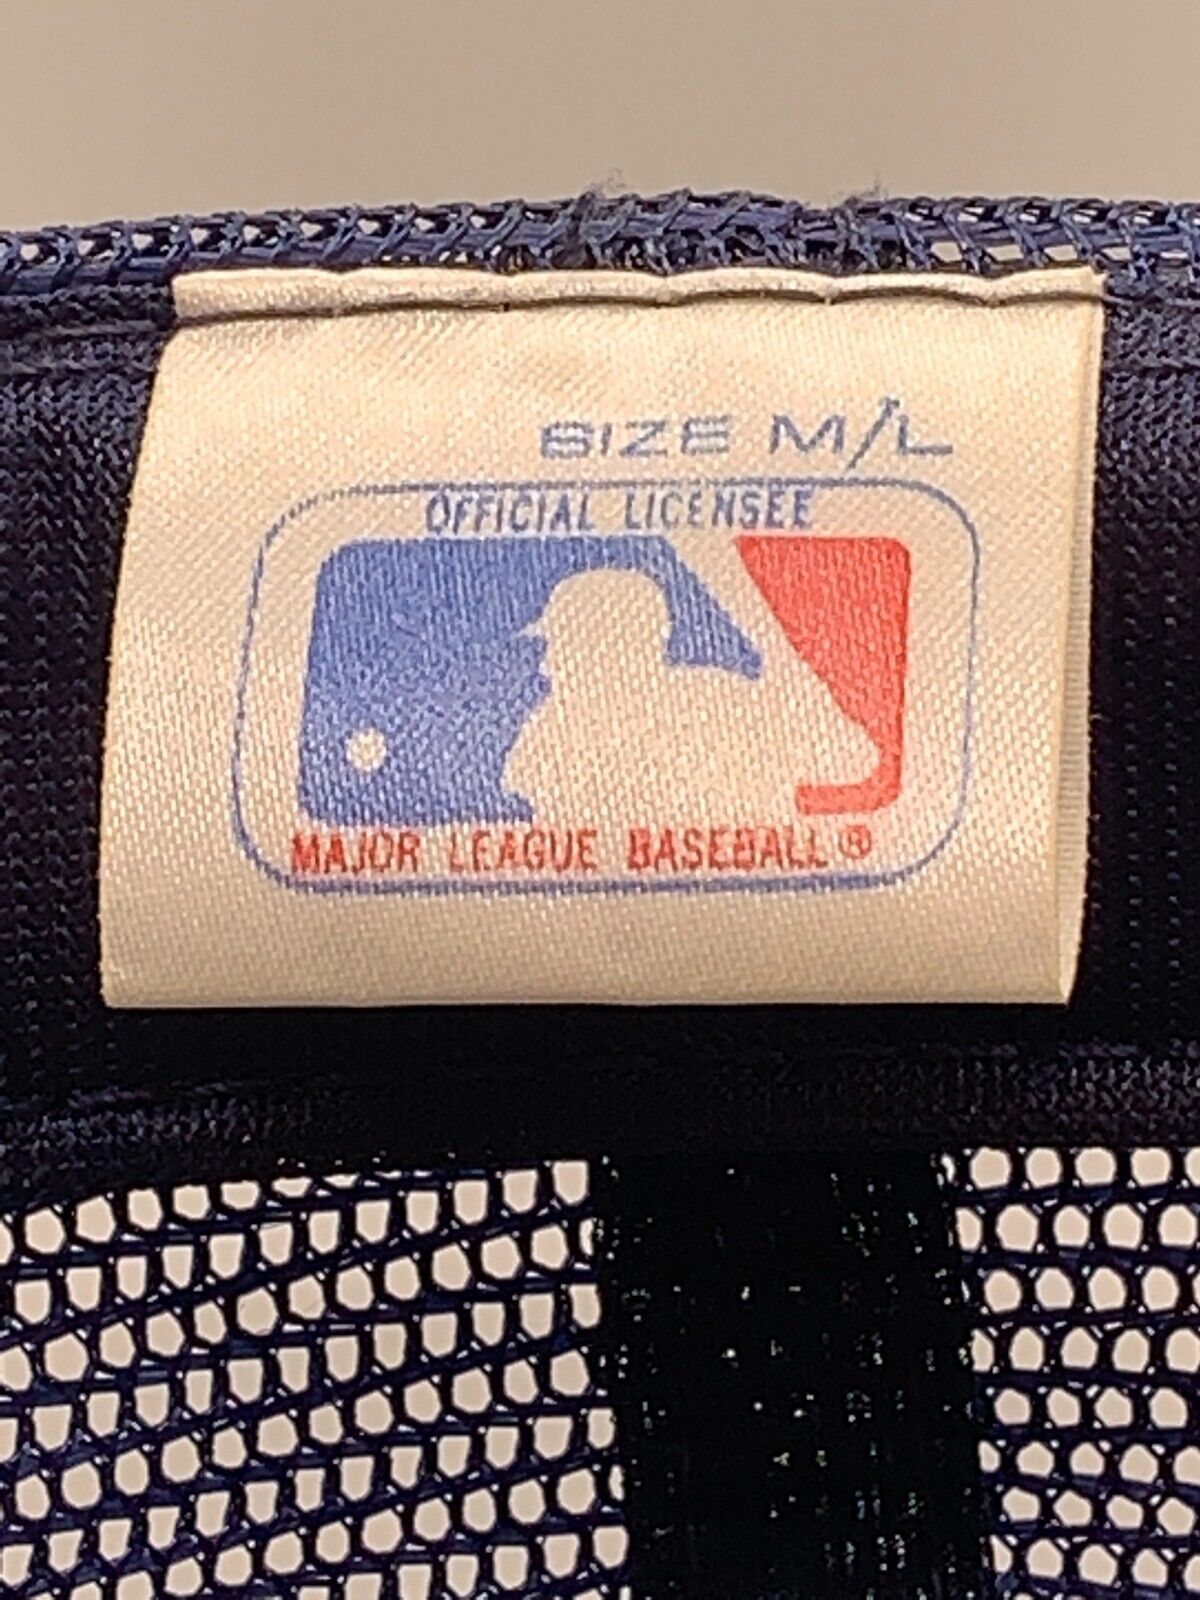 SIZE M/L
OFFICIAL LICENSEE
MAJOR LEAGUE BASEBALL®